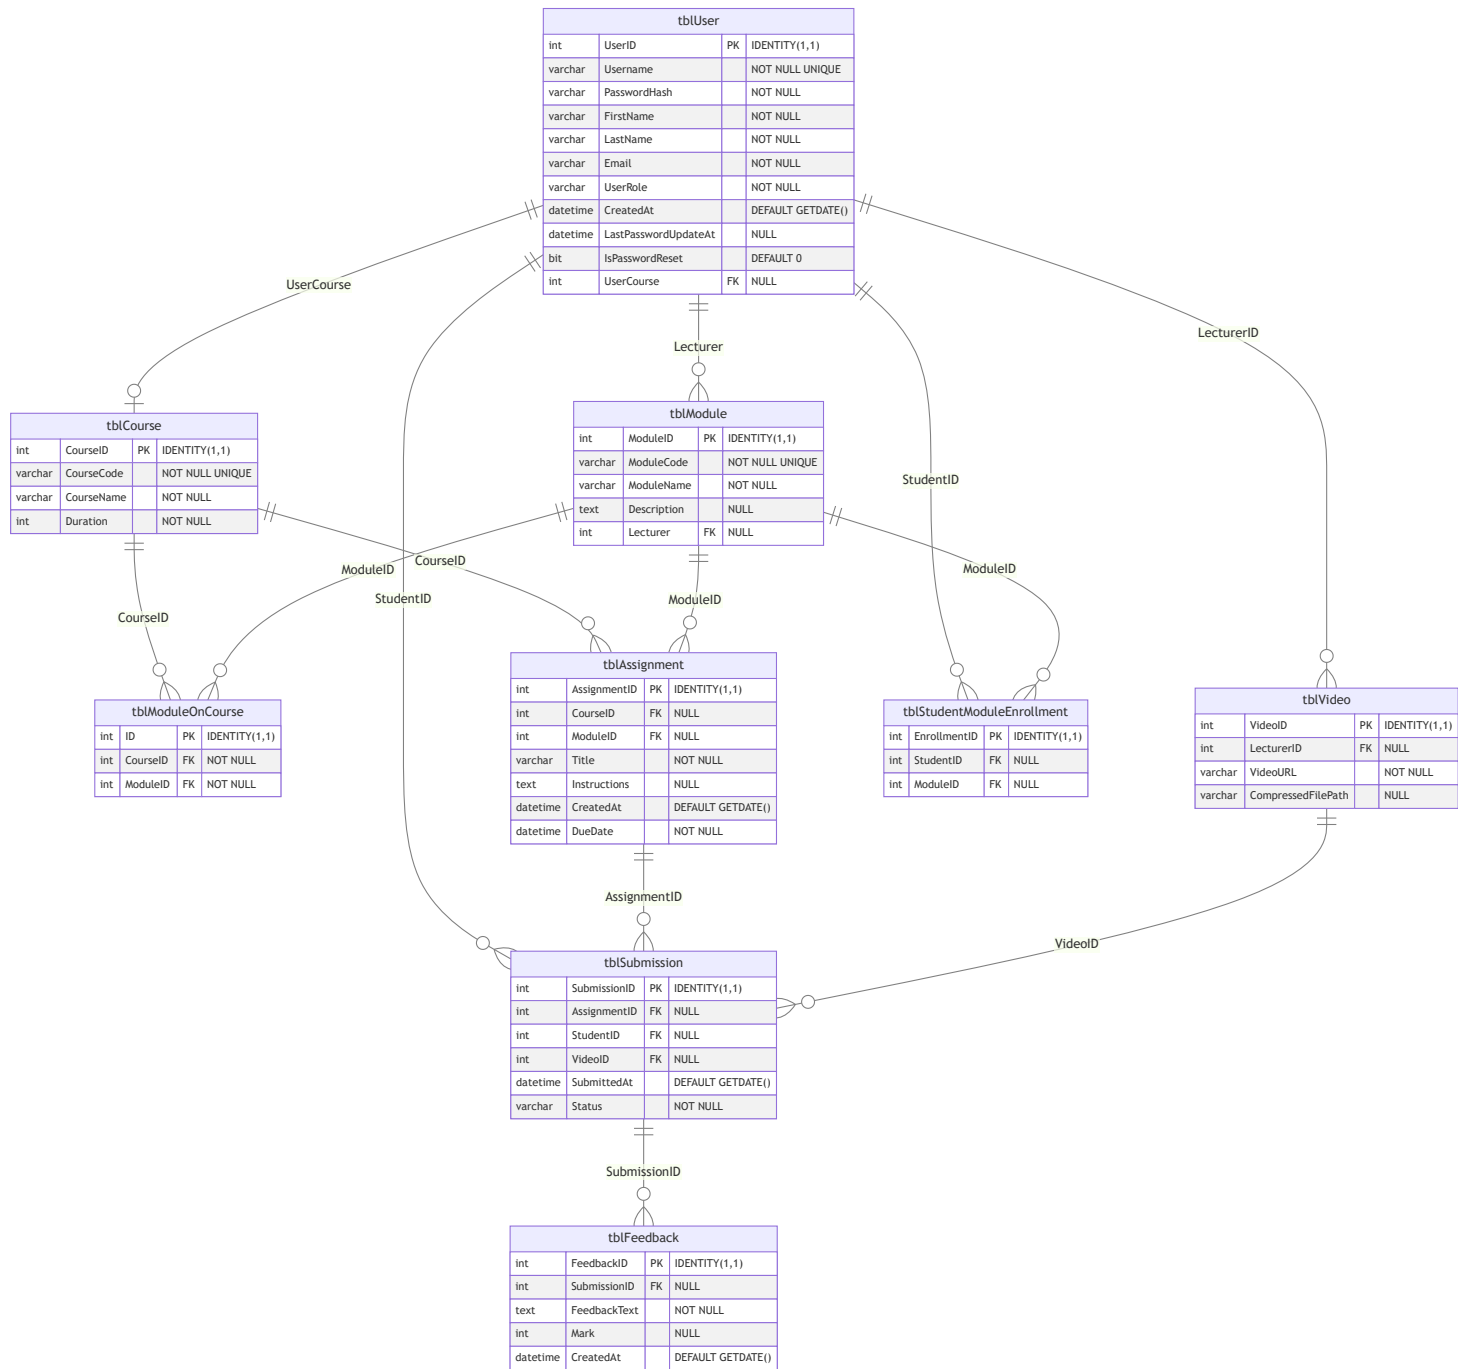 tblUser
int UserID PK IDENTITY(1,1)
varchar Username NOT NULL UNIQUE
varchar PasswordHash NOT NULL
varchar FirstName NOT NULL
varchar LastName NOT NULL
varchar Email NOT NULL
varchar UserRole NOT NULL
datetime CreatedAt DEFAULT GETDATE()
datetime LastPasswordUpdateAt NULL
bit IsPasswordReset DEFAULT 0
int UserCourse FK NULL
UserCourse
Lecturer
LecturerID
tblCourse
int CourseID PK IDENTITY(1,1)
varchar CourseCode NOT NULL UNIQUE
varchar CourseName NOT NULL
int Duration NOT NULL
tblModule
int ModuleID PK IDENTITY(1,1)
varchar ModuleCode NOT NULL UNIQUE
varchar ModuleName NOT NULL
text Description NULL
int Lecturer FK NULL
StudentID
CourseID
ModuleID
ModuleID
StudentID
ModuleID
CourseID
tblModuleOnCourse
int ID PK IDENTITY(1,1)
int CourseID FK NOT NULL
int ModuleID FK NOT NULL
tblAssignment
int AssignmentID PK IDENTITY(1,1)
int CourseID FK NULL
int ModuleID FK NULL
varchar Title NOT NULL
text Instructions NULL
datetime CreatedAt DEFAULT GETDATE()
datetime DueDate NOT NULL
tblStudentModuleEnrollment
int EnrollmentID PK IDENTITY(1,1)
int StudentID FK NULL
int ModuleID FK NULL
tblVideo
int VideoID PK IDENTITY(1,1)
int LecturerID FK NULL
varchar VideoURL NOT NULL
varchar CompressedFilePath NULL
AssignmentID
VideoID
tblSubmission
int SubmissionID PK IDENTITY(1,1)
int AssignmentID FK NULL
int StudentID FK NULL
int VideoID FK NULL
datetime SubmittedAt DEFAULT GETDATE()
varchar Status NOT NULL
SubmissionID
tblFeedback
int FeedbackID PK IDENTITY(1,1)
int SubmissionID FK NULL
text FeedbackText NOT NULL
int Mark NULL
datetime CreatedAt DEFAULT GETDATE()